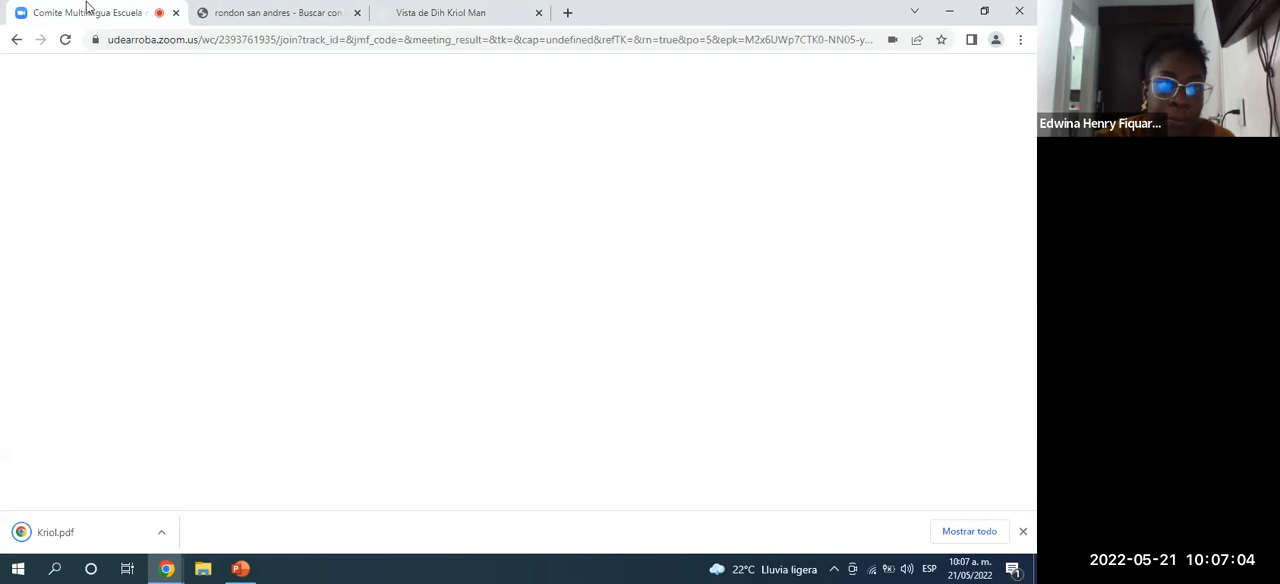 Comite Multilingua Escuela
rondon san andres - Buscar con
Vista de Dih Kriol Man
udearroba.zoom.us/wc/2393761935/join?track_id=&jmf_code=&meeting_result=&tk=&cap=undefined&refTK=&rn=true&po=5&epk=M2x6UWp7CTK0-NN05-y...
Edwina Henry Fiquar...
Kriol.pdf
Mostrar todo
22°C Lluvia ligera
ESP
10:07 a. m.
21/05/2022
1
2022-05-21 10:07:04